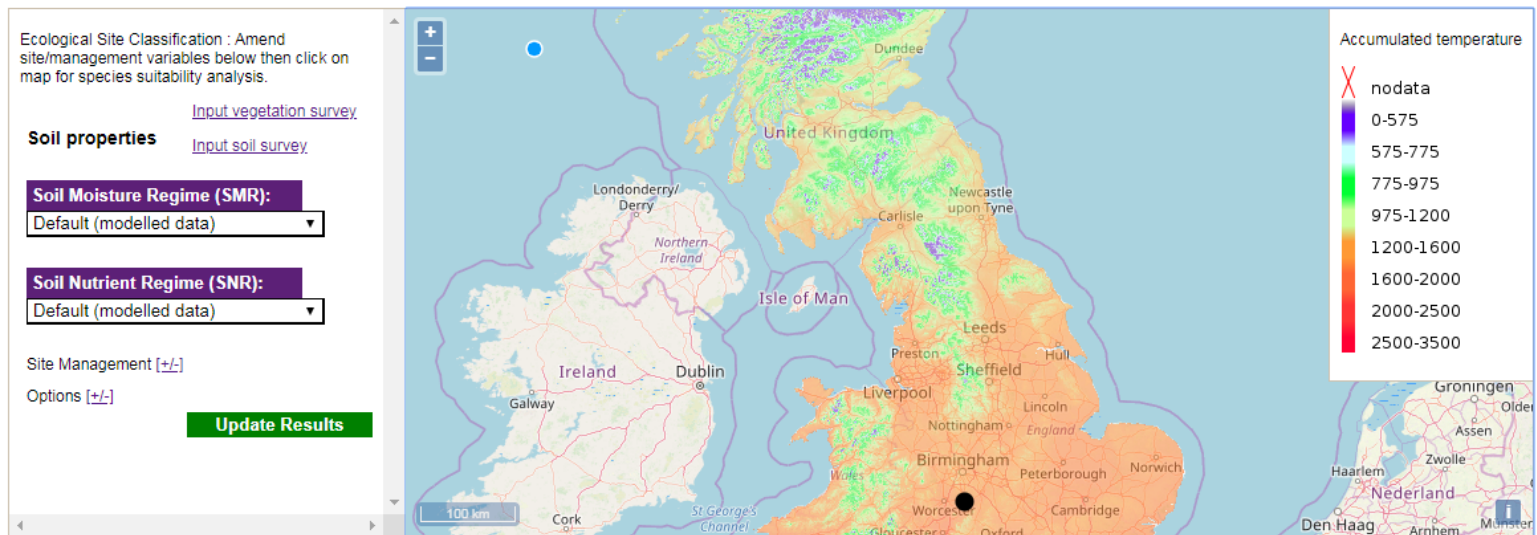 Ecological Site Classification : Amend
site/management variables below then click on
map for species suitability analysis.
Input vegetation survey
Soil properties
Input soil survey
Soil Moisture Regime (SMR):
Default (modelled data)
Soil Nutrient Regime (SNR):
Default (modelled data)
Site Management [+/-]
Options [+/-]
Update Results
+
−
Dundee
United Kingdom
Londonderry/
Derry
Newcastle
upon Tyne
Carlisle
Northern
Ireland
Isle of Man
Leeds
Preston
Hull
Sheffield
Ireland
Dublin
Liverpool
Galway
Lincoln
Nottingham
England
Birmingham
Wales
Peterborough
Norwich
Worcester
Cambridge
100 km
St George's
Channel
Cork
Gloucester
Oxford
Accumulated temperature
nodata
0-575
575-775
775-975
975-1200
1200-1600
1600-2000
2000-2500
2500-3500
Groningen
Assen
Zwolle
Haarlem
Nederland
i
Den Haag
Arnhem
Münster